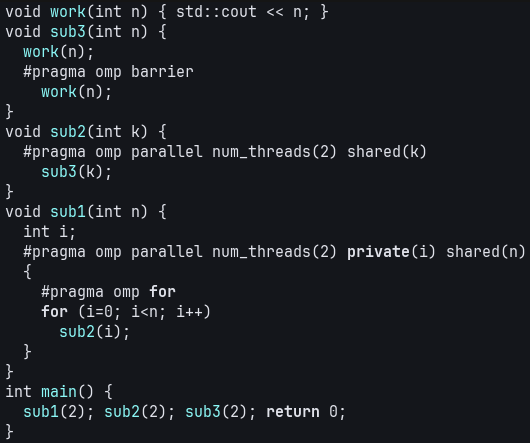 void work(int n) { std::cout << n; }
void sub3(int n) {
  work(n);
  #pragma omp barrier
    work(n);
}
void sub2(int k) {
  #pragma omp parallel num_threads(2) shared(k)
    sub3(k);
}
void sub1(int n) {
  int i;
  #pragma omp parallel num_threads(2) private(i) shared(n)
  {
    #pragma omp for
    for (i=0; i<n; i++)
      sub2(i);
  }
}
int main() {
  sub1(2); sub2(2); sub3(2); return 0;
}